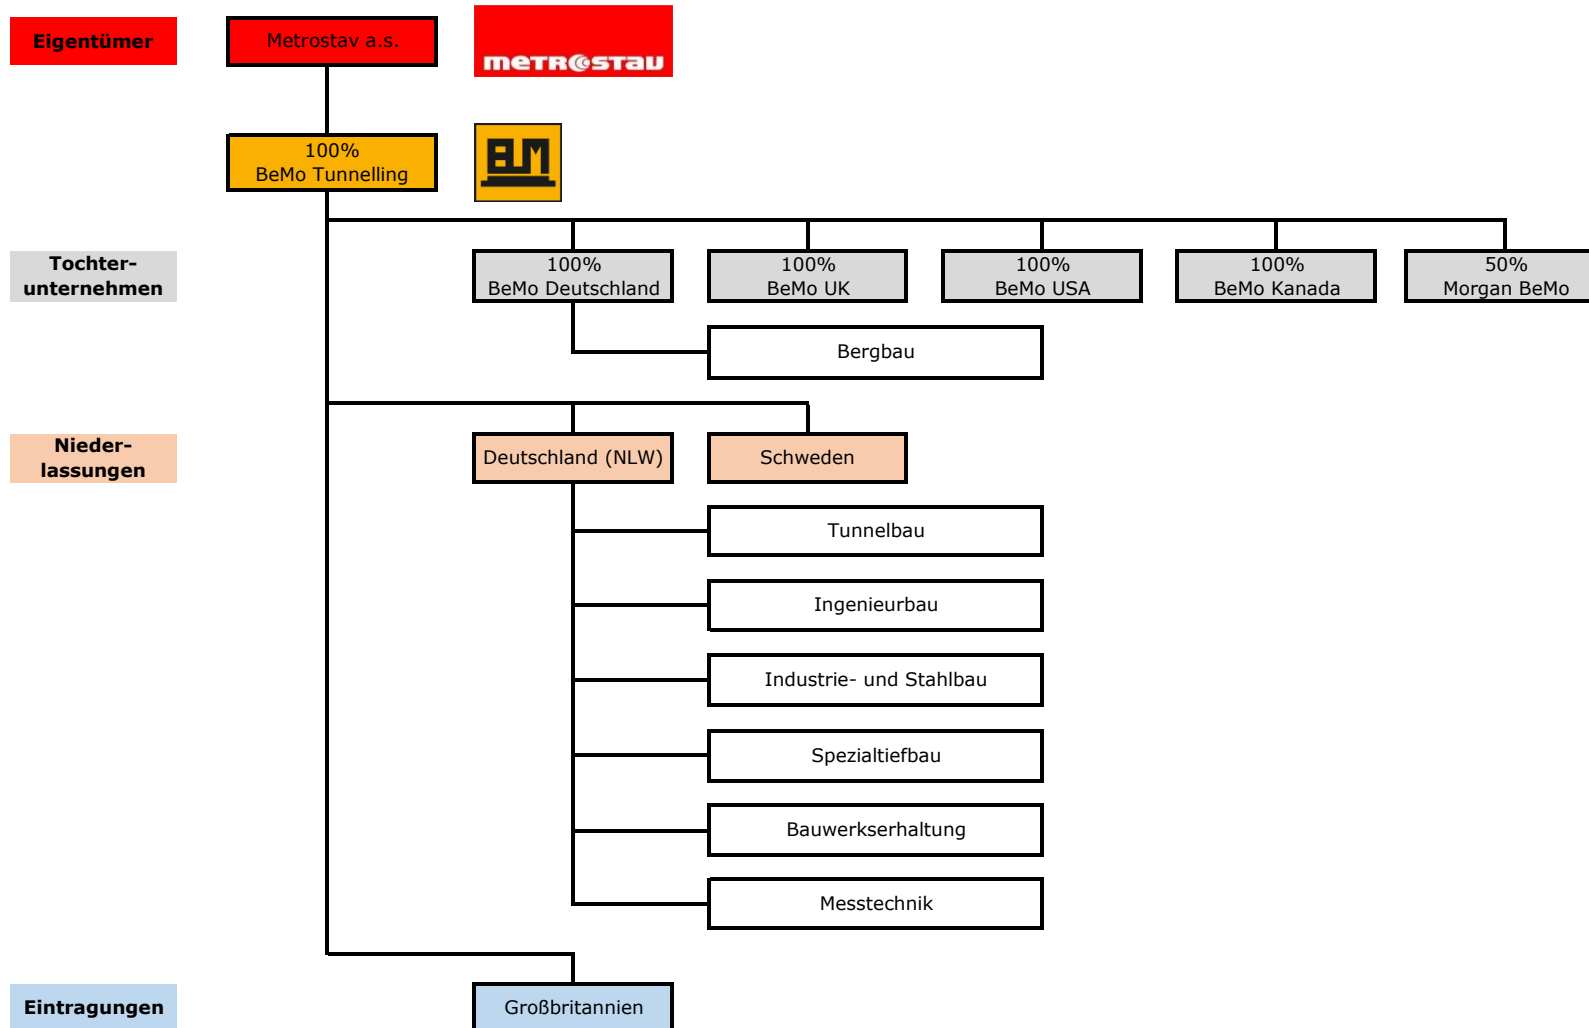 Eigentümer
Metrostav a.s.
metrostav
100%
BeMo Tunnelling
Tochter-
unternehmen
100%
BeMo Deutschland
100%
BeMo UK
100%
BeMo USA
100%
BeMo Kanada
50%
Morgan BeMo
Bergbau
Nieder-
lassungen
Deutschland (NLW)
Schweden
Tunnelbau
Ingenieurbau
Industrie- und Stahlbau
Spezialtiefbau
Bauwerkserhaltung
Messtechnik
Eintragungen
Großbritannien